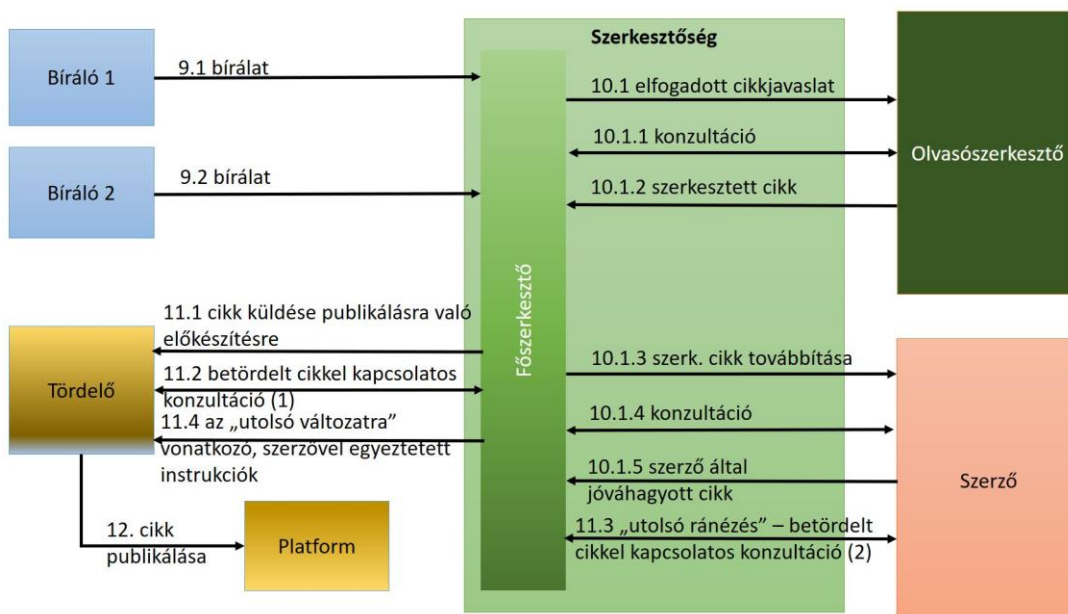 Szerkesztőség
Bíráló 1
9.1 bírálat
Bíráló 2
9.2 bírálat
Főszerkesztő
10.1 elfogadott cikkjavaslat
10.1.1 konzultáció
10.1.2 szerkesztett cikk
Olvasószerkesztő
11.1 cikk küldése publikálásra való
előkészítésre
11.2 betördelt cikkel kapcsolatos
konzultáció (1)
11.4 az „utolsó változatra”
vonatkozó, szerzővel egyeztetett
instrukciók
Tördelő
12. cikk
publikálása
Platform
10.1.3 szerk. cikk továbbítása
10.1.4 konzultáció
10.1.5 szerző által
jóváhagyott cikk
11.3 „utolsó ránézés” – betördelt
cikkel kapcsolatos konzultáció (2)
Szerző